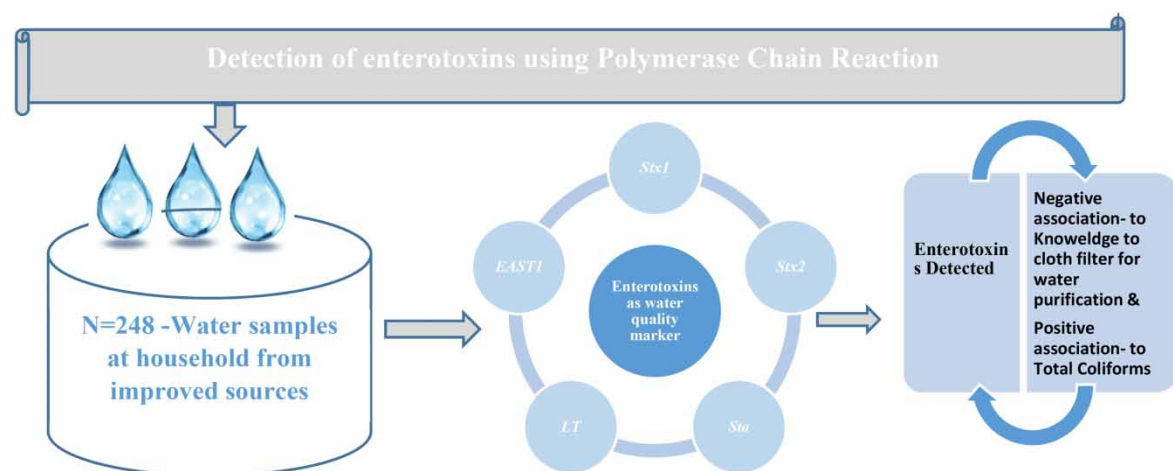 Detection of enterotoxins using Polymerase Chain Reaction
N=248 -Water samples
at household from
improved sources
Stx1
EAST1
Stx2
Enterotoxins
as water
quality
marker
LT
Sta
Enterotoxin
s Detected
Negative
association- to
Knoweldge to
cloth filter for
water
purification &
Positive
association- to
Total Coliforms